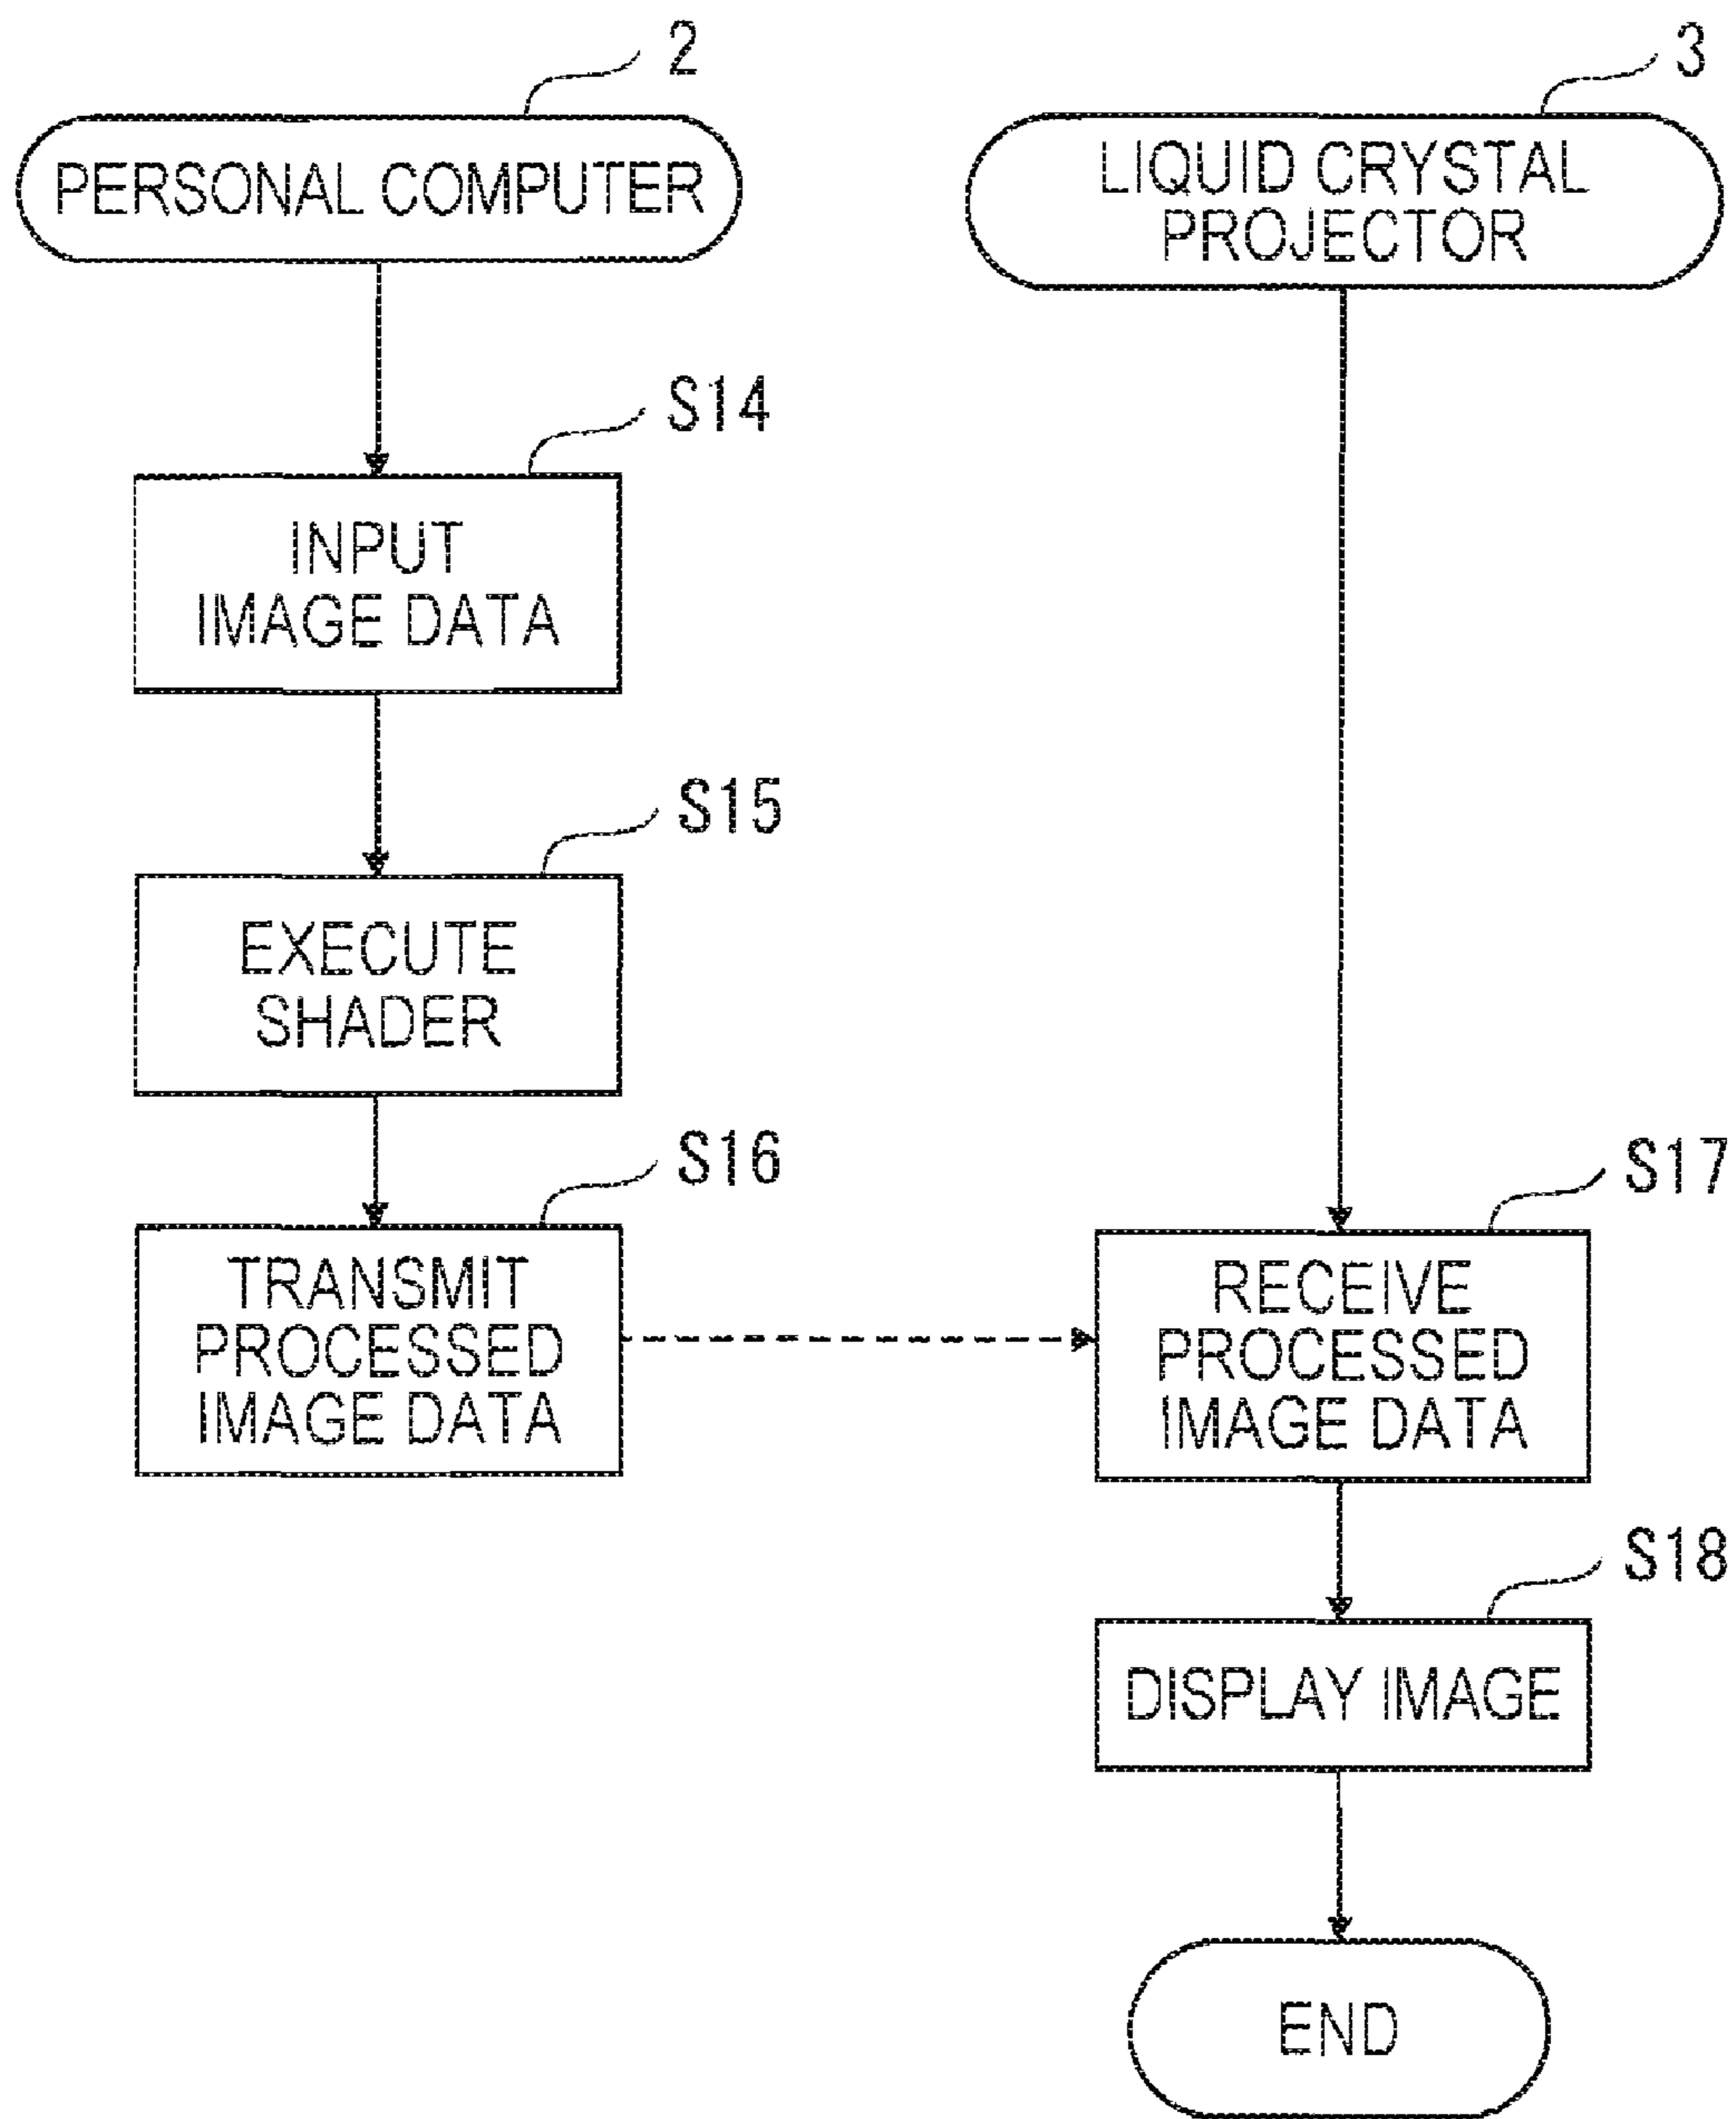 2
PERSONAL COMPUTER
S14
INPUT
IMAGE DATA
S15
EXECUTE
SHADER
S16
TRANSMIT
PROCESSED
IMAGE DATA
3
LIQUID CRYSTAL
PROJECTOR
S17
RECEIVE
PROCESSED
IMAGE DATA
S18
DISPLAY IMAGE
END